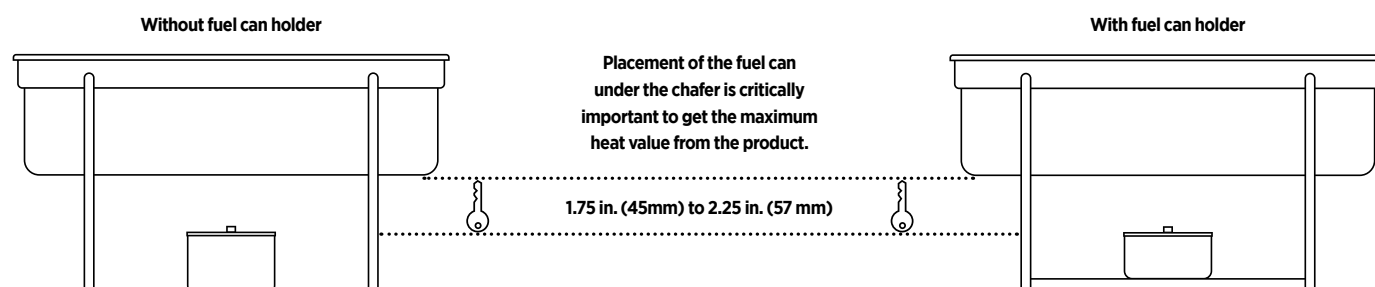 Without fuel can holder
With fuel can holder
Placement of the fuel can
under the chafer is critically
important to get the maximum
heat value from the product.
1.75 in. (45mm) to 2.25 in. (57 mm)